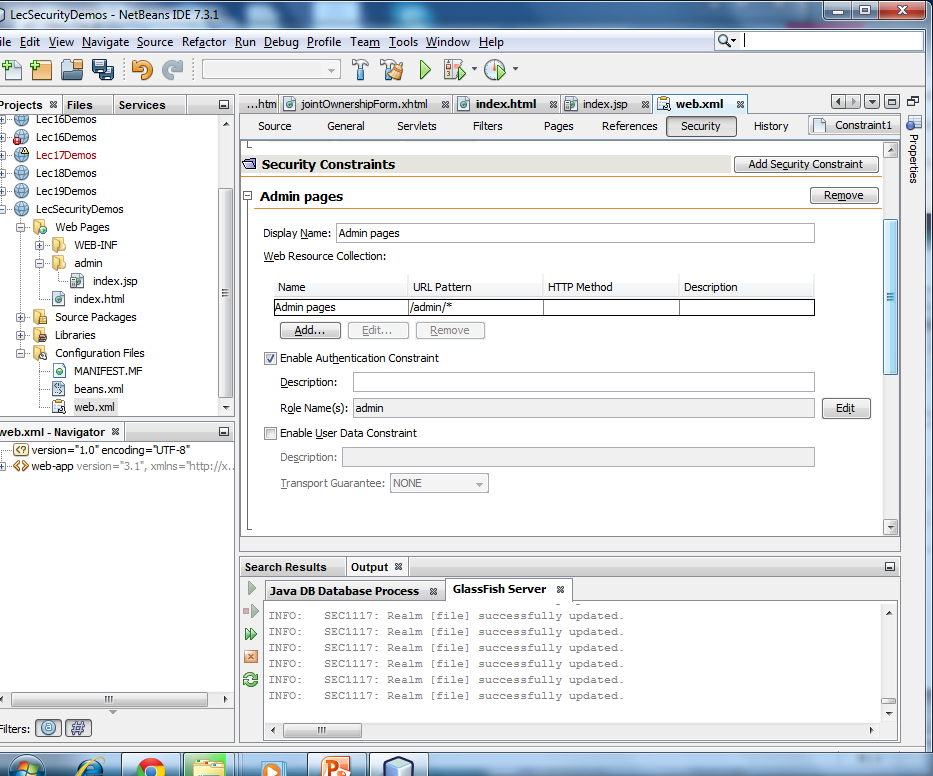 LecSecurityDemos - NetBeans IDE 7.3.1
ile Edit View Navigate Source Refactor Run Debug Profile Team Tools Window Help
Projects Files Services
...htm jointOwnershipForm.xhtml index.html index.jsp web.xml
Source General Servlets Filters Pages References Security History Constraint1
Properties
Lec16Demos
Lec16Demos
Lec17Demos
Lec18Demos
Lec19Demos
LecSecurityDemos
Web Pages
WEB-INF
admin
index.jsp
index.html
Source Packages
Libraries
Configuration Files
MANIFEST.MF
beans.xml
web.xml
web.xml - Navigator
version="1.0" encoding="UTF-8"
web-app version="3.1", xmlns="http://x...
Filters:
Security Constraints Add Security Constraint
Admin pages Remove
Display Name: Admin pages
Web Resource Collection:
Name URL Pattern HTTP Method Description
Admin pages /admin/*
Add... Edit... Remove
Enable Authentication Constraint
Description:
Role Name(s): admin Edit
Enable User Data Constraint
Description:
Transport Guarantee: NONE
Search Results Output
Java DB Database Process GlassFish Server
INFO: SEC1117: Realm [file] successfully updated.
INFO: SEC1117: Realm [file] successfully updated.
INFO: SEC1117: Realm [file] successfully updated.
INFO: SEC1117: Realm [file] successfully updated.
INFO: SEC1117: Realm [file] successfully updated.
INFO: SEC1117: Realm [file] successfully updated.